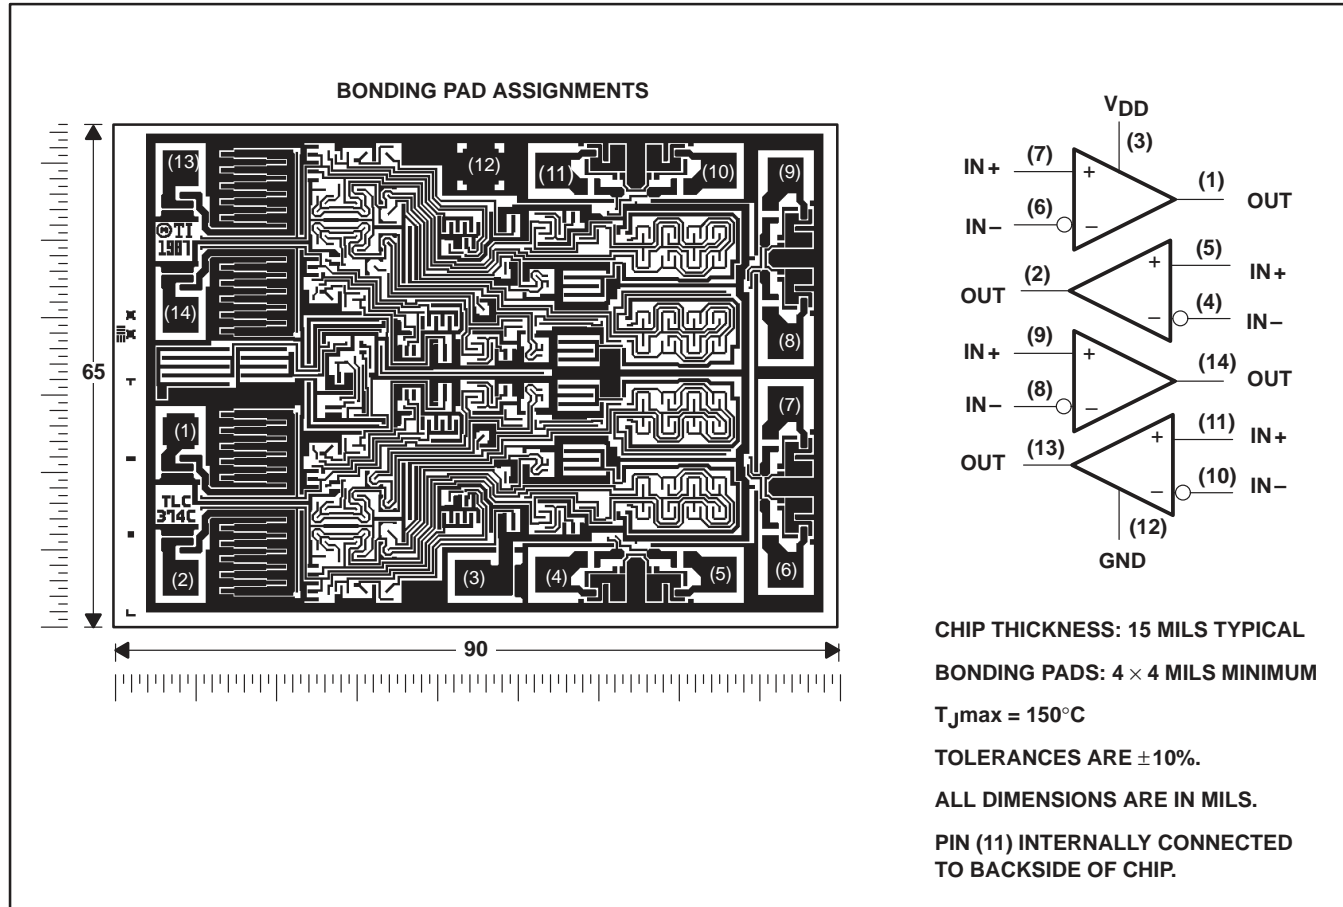 BONDING PAD ASSIGNMENTS
(13)
(12)
(11)
(10)
(9)
Ⓜ TI
1987
(14)
(8)
65
(1)
(7)
TLC
374C
(2)
(3)
(4)
(5)
(6)
90
VDD
(3)
IN+
(7)
+
(1)
OUT
IN−
(6)
−
(5)
IN+
+
(2)
OUT
(4)
IN−
−
IN+
(9)
+
(14)
OUT
IN−
(8)
−
(11)
IN+
+
(13)
OUT
(10)
IN−
−
(12)
GND
CHIP THICKNESS: 15 MILS TYPICAL
BONDING PADS: 4 × 4 MILS MINIMUM
TJmax = 150°C
TOLERANCES ARE ±10%.
ALL DIMENSIONS ARE IN MILS.
PIN (11) INTERNALLY CONNECTED
TO BACKSIDE OF CHIP.